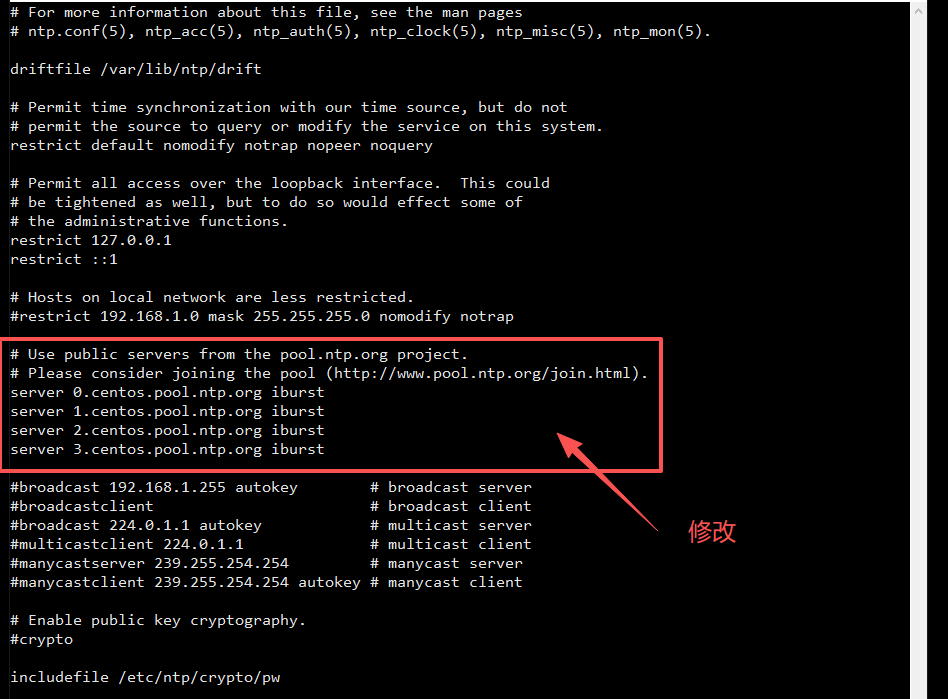 # For more information about this file, see the man pages
# ntp.conf(5), ntp_acc(5), ntp_auth(5), ntp_clock(5), ntp_misc(5), ntp_mon(5).
driftfile /var/lib/ntp/drift
# Permit time synchronization with our time source, but do not
# permit the source to query or modify the service on this system.
restrict default nomodify notrap nopeer noquery
# Permit all access over the loopback interface.  This could
# be tightened as well, but to do so would effect some of
# the administrative functions.
restrict 127.0.0.1
restrict ::1
# Hosts on local network are less restricted.
#restrict 192.168.1.0 mask 255.255.255.0 nomodify notrap
# Use public servers from the pool.ntp.org project.
# Please consider joining the pool (http://www.pool.ntp.org/join.html).
server 0.centos.pool.ntp.org iburst
server 1.centos.pool.ntp.org iburst
server 2.centos.pool.ntp.org iburst
server 3.centos.pool.ntp.org iburst
#broadcast 192.168.1.255 autokey        # broadcast server
#broadcastclient                        # broadcast client
#broadcast 224.0.1.1 autokey            # multicast server
#multicastclient 224.0.1.1              # multicast client
#manycastserver 239.255.254.254         # manycast server
#manycastclient 239.255.254.254 autokey # manycast client
修改
# Enable public key cryptography.
#crypto
includefile /etc/ntp/crypto/pw